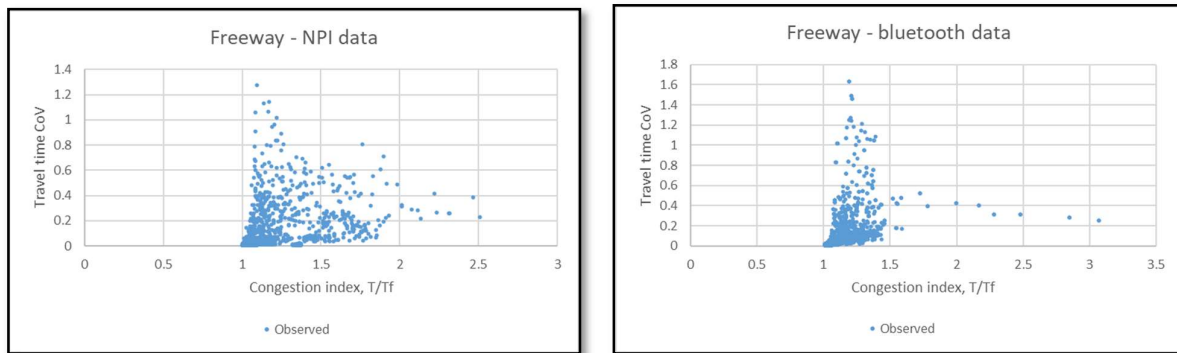 Freeway - NPI data
1.4
1.2
1
0.8
0.6
0.4
0.2
0
Travel time CoV
0 0.5 1 1.5 2 2.5 3
Congestion index, T/Tf
Observed
Freeway - bluetooth data
1.8
1.6
1.4
1.2
1
0.8
0.6
0.4
0.2
0
Travel time CoV
0 0.5 1 1.5 2 2.5 3 3.5
Congestion index, T/Tf
Observed